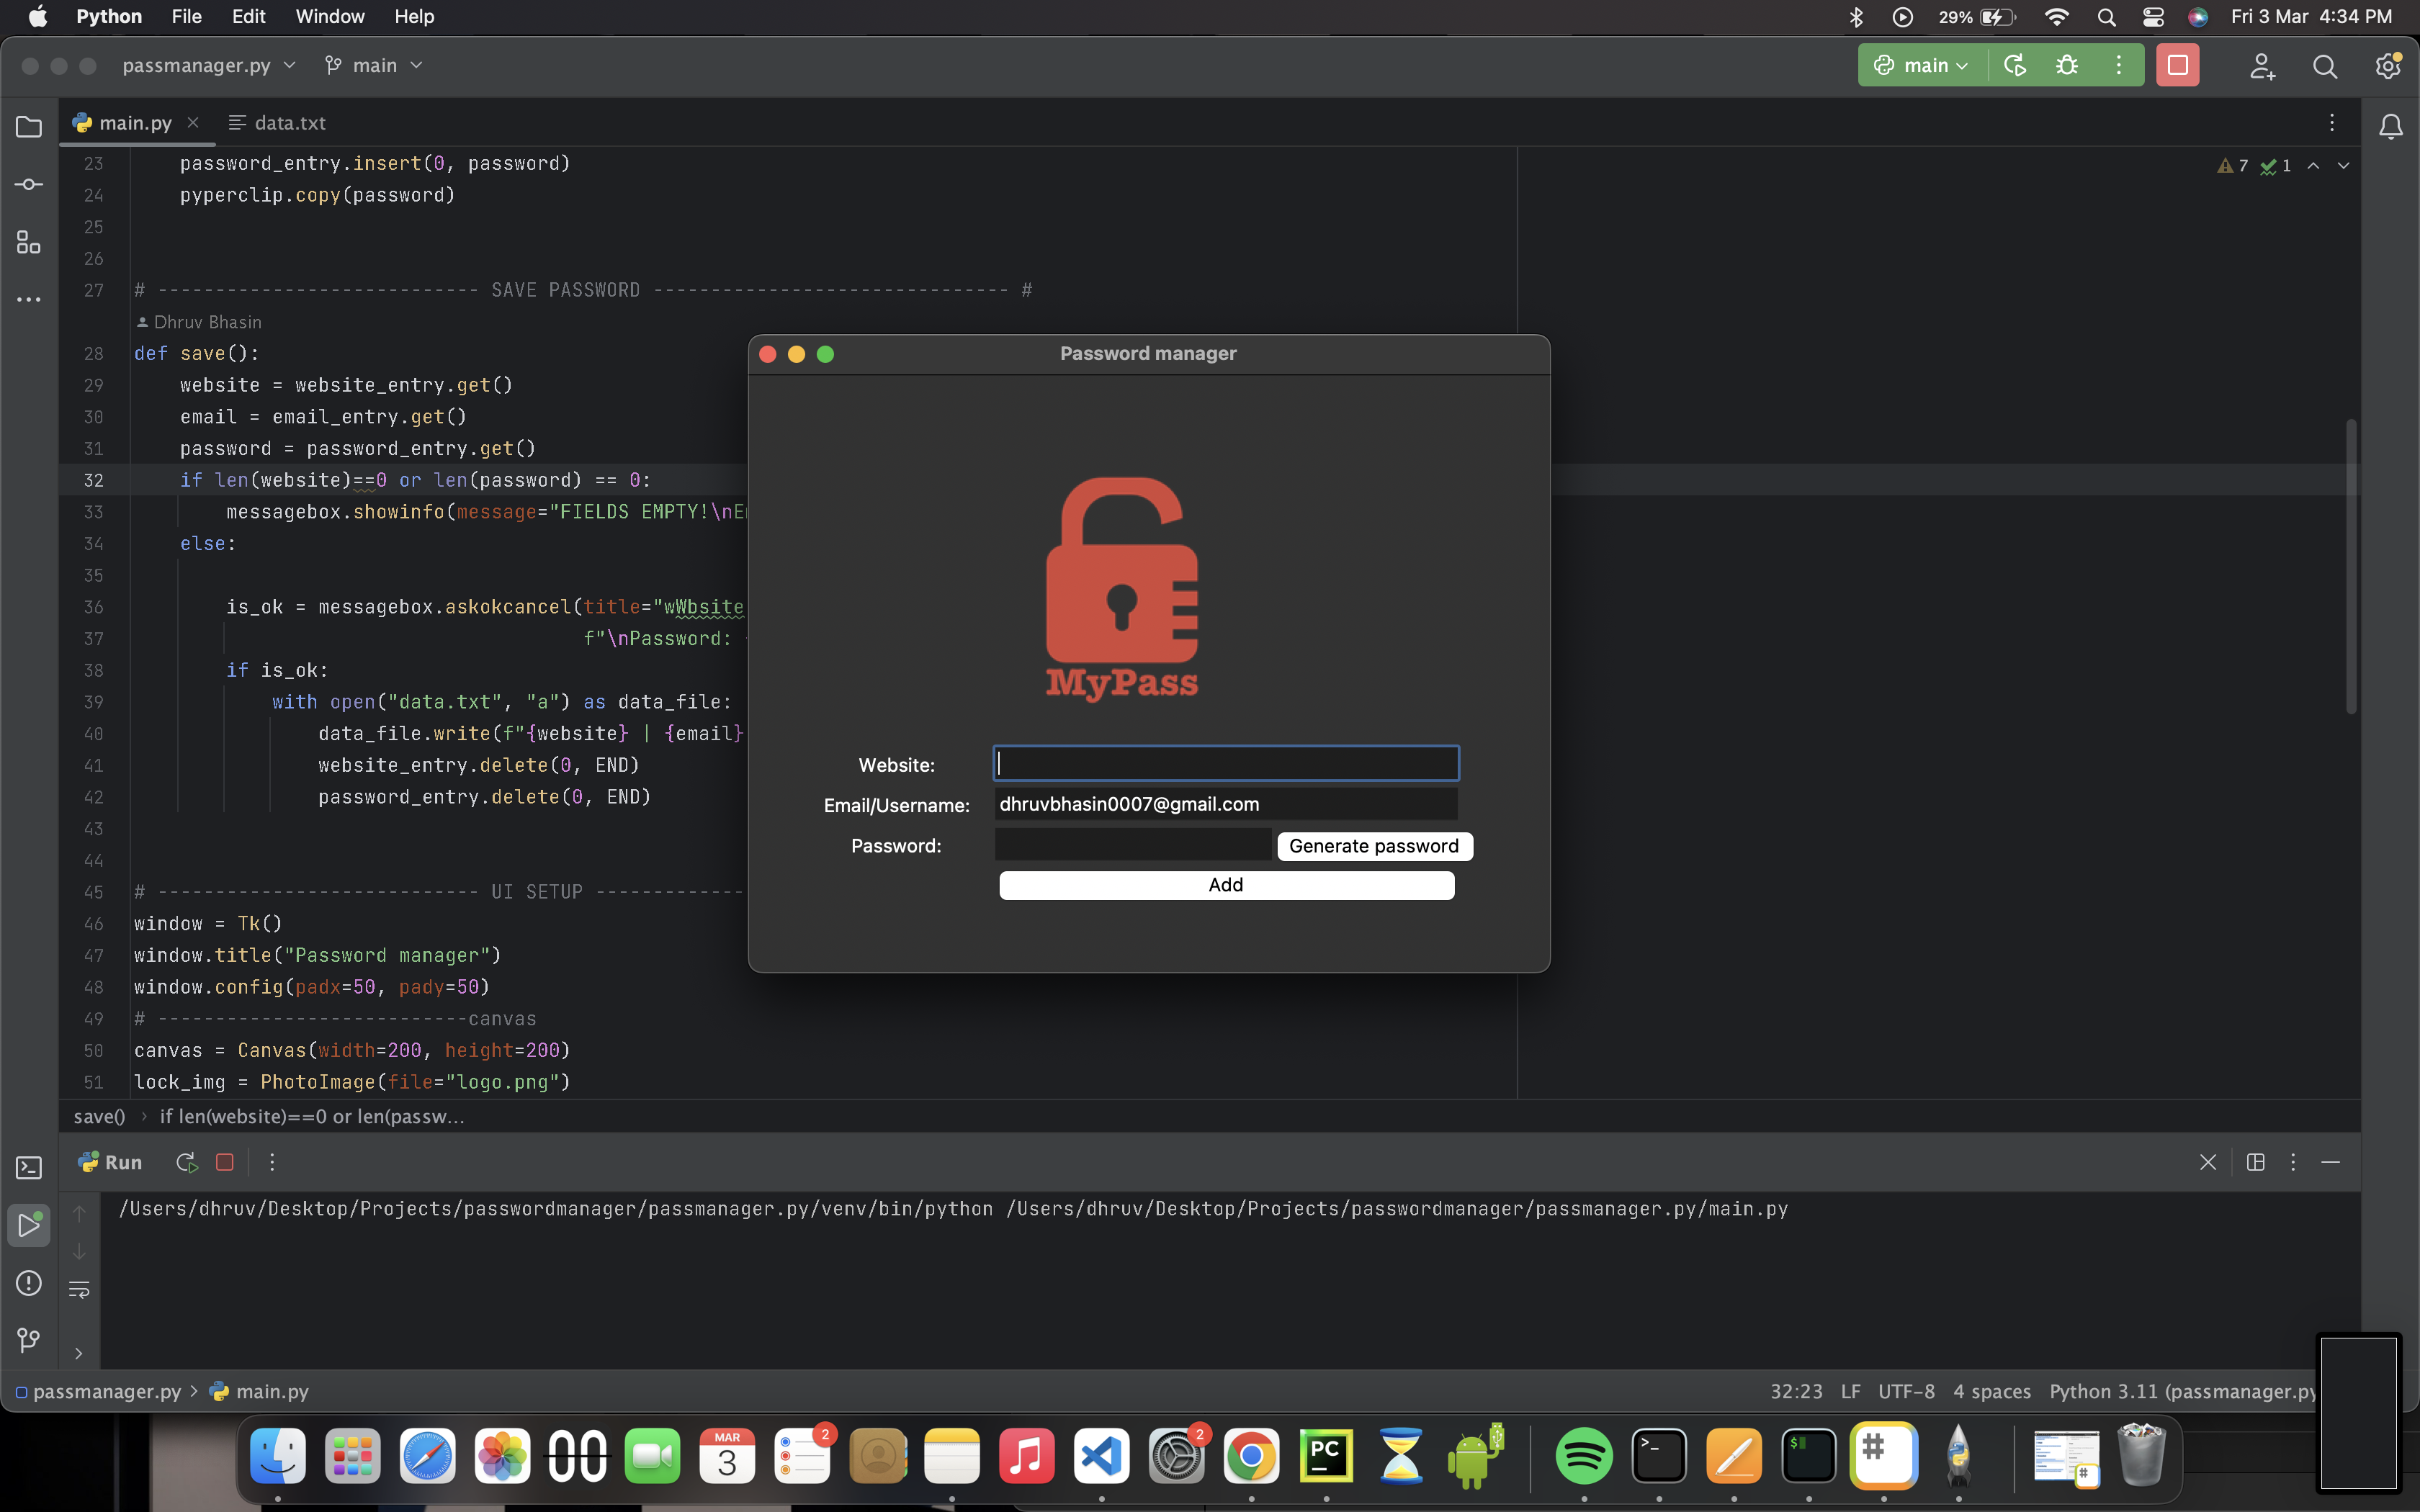 Python File Edit Window Help 29% Fri 3 Mar 4:34 PM
passmanager.py main main
main.py data.txt
7 1
23 password_entry.insert(0, password)
24 pyperclip.copy(password)
25
26
27 # ---------------------------- SAVE PASSWORD ------------------------------- #
Dhruv Bhasin
28 def save():
29 website = website_entry.get()
30 email = email_entry.get()
31 password = password_entry.get()
32 if len(website)==0 or len(password) == 0:
33 messagebox.showinfo(message="FIELDS EMPTY!\nE
34 else:
35
36 is_ok = messagebox.askokcancel(title="wWbsite
37 f"\nPassword:
38 if is_ok:
39 with open("data.txt", "a") as data_file:
40 data_file.write(f"{website} | {email}
41 website_entry.delete(0, END)
42 password_entry.delete(0, END)
43
44
45 # ---------------------------- UI SETUP -------------
46 window = Tk()
47 window.title("Password manager")
48 window.config(padx=50, pady=50)
49 # ---------------------------canvas
50 canvas = Canvas(width=200, height=200)
51 lock_img = PhotoImage(file="logo.png")
Password manager
MyPass
Website:
Email/Username: dhruvbhasin0007@gmail.com
Password: Generate password
Add
save() › if len(website)==0 or len(passw...
Run
/Users/dhruv/Desktop/Projects/passwordmanager/passmanager.py/venv/bin/python /Users/dhruv/Desktop/Projects/passwordmanager/passmanager.py/main.py
passmanager.py > main.py 32:23 LF UTF-8 4 spaces Python 3.11 (passmanager.py
MAR
3
2
2
PC
>_
$
#
#